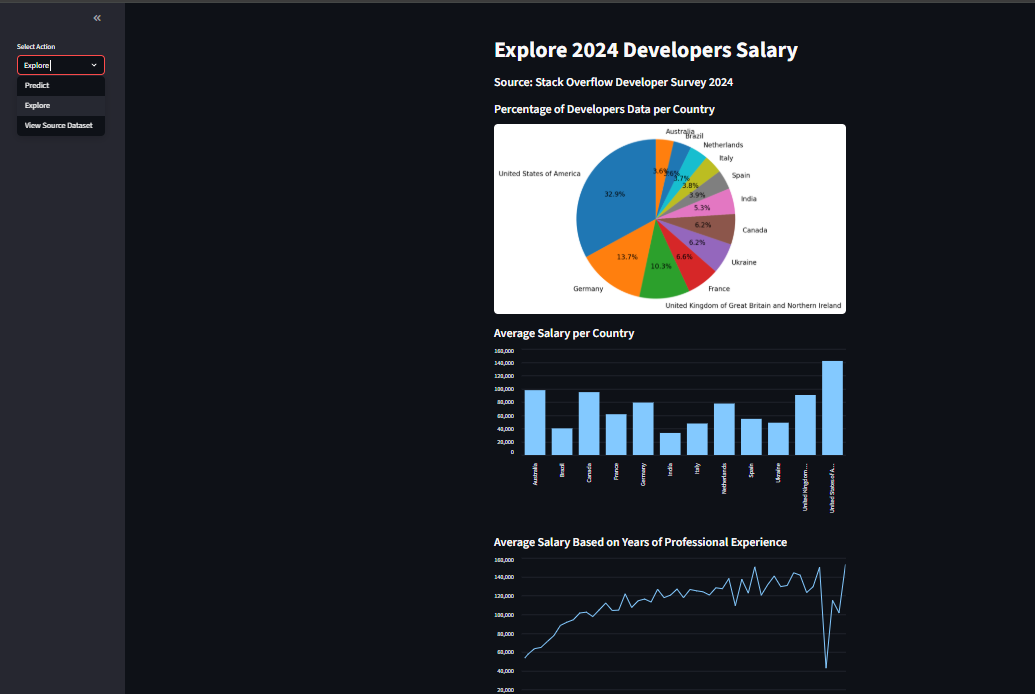 «
Select Action
Explore
Predict
Explore
View Source Dataset
Explore 2024 Developers Salary
Source: Stack Overflow Developer Survey 2024
Percentage of Developers Data per Country
Australia
Brazil
Netherlands
Italy
Spain
India
Canada
Ukraine
United Kingdom of Great Britain and Northern Ireland
France
Germany
United States of America
32.9%
13.7%
10.3%
6.6%
6.2%
6.2%
5.3%
3.9%
3.8%
3.7%
3.6%
Average Salary per Country
160,000
140,000
120,000
100,000
80,000
60,000
40,000
20,000
0
Australia
Brazil
Canada
France
Germany
India
Italy
Netherlands
Spain
Ukraine
United Kingdom…
United States of A…
Average Salary Based on Years of Professional Experience
160,000
140,000
120,000
100,000
80,000
60,000
40,000
20,000